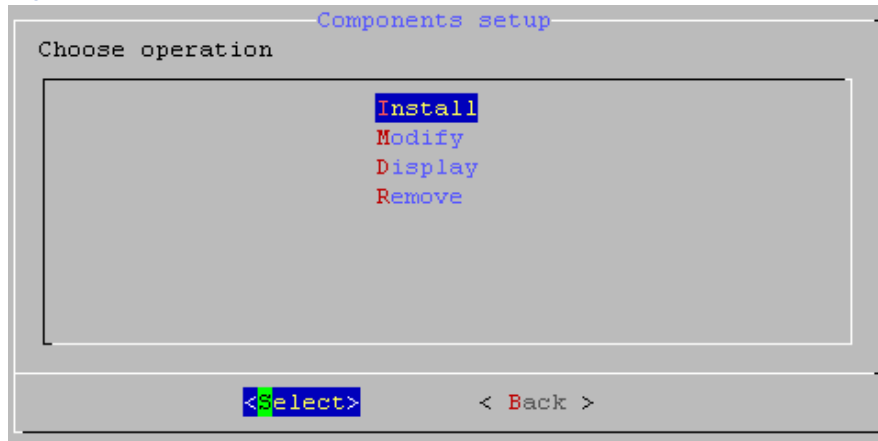 Components setup
Choose operation
Install
Modify
Display
Remove
<Select> < Back >